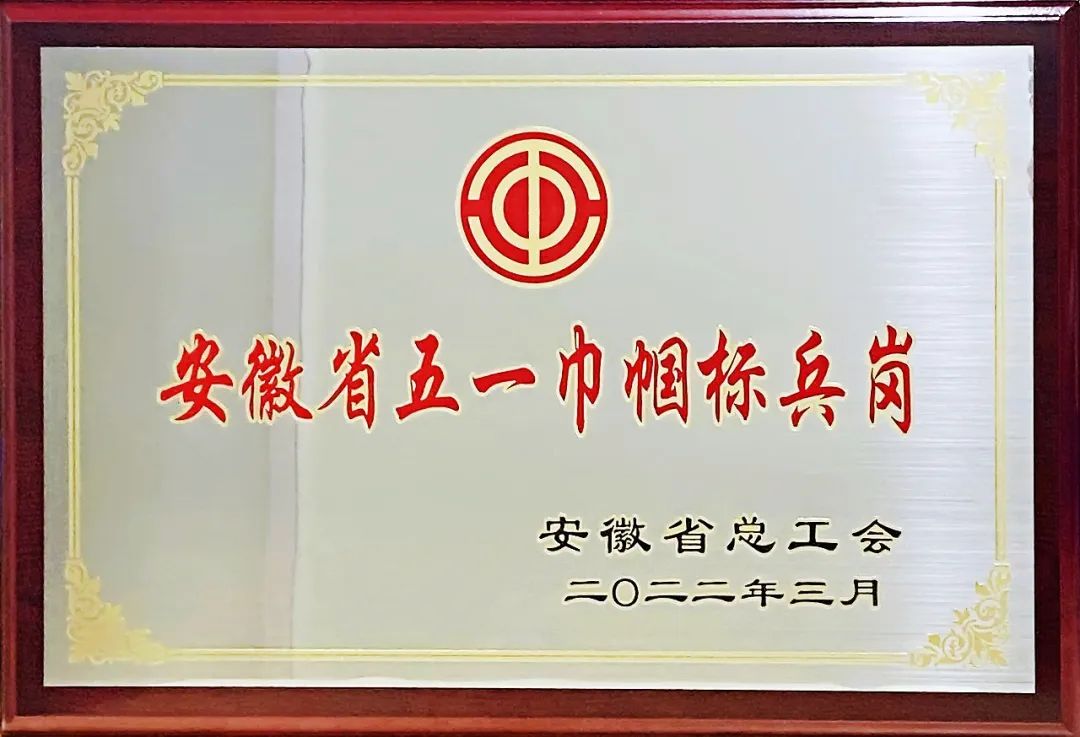 安徽省五一巾帼标兵岗
安徽省总工会
二〇二二年三月